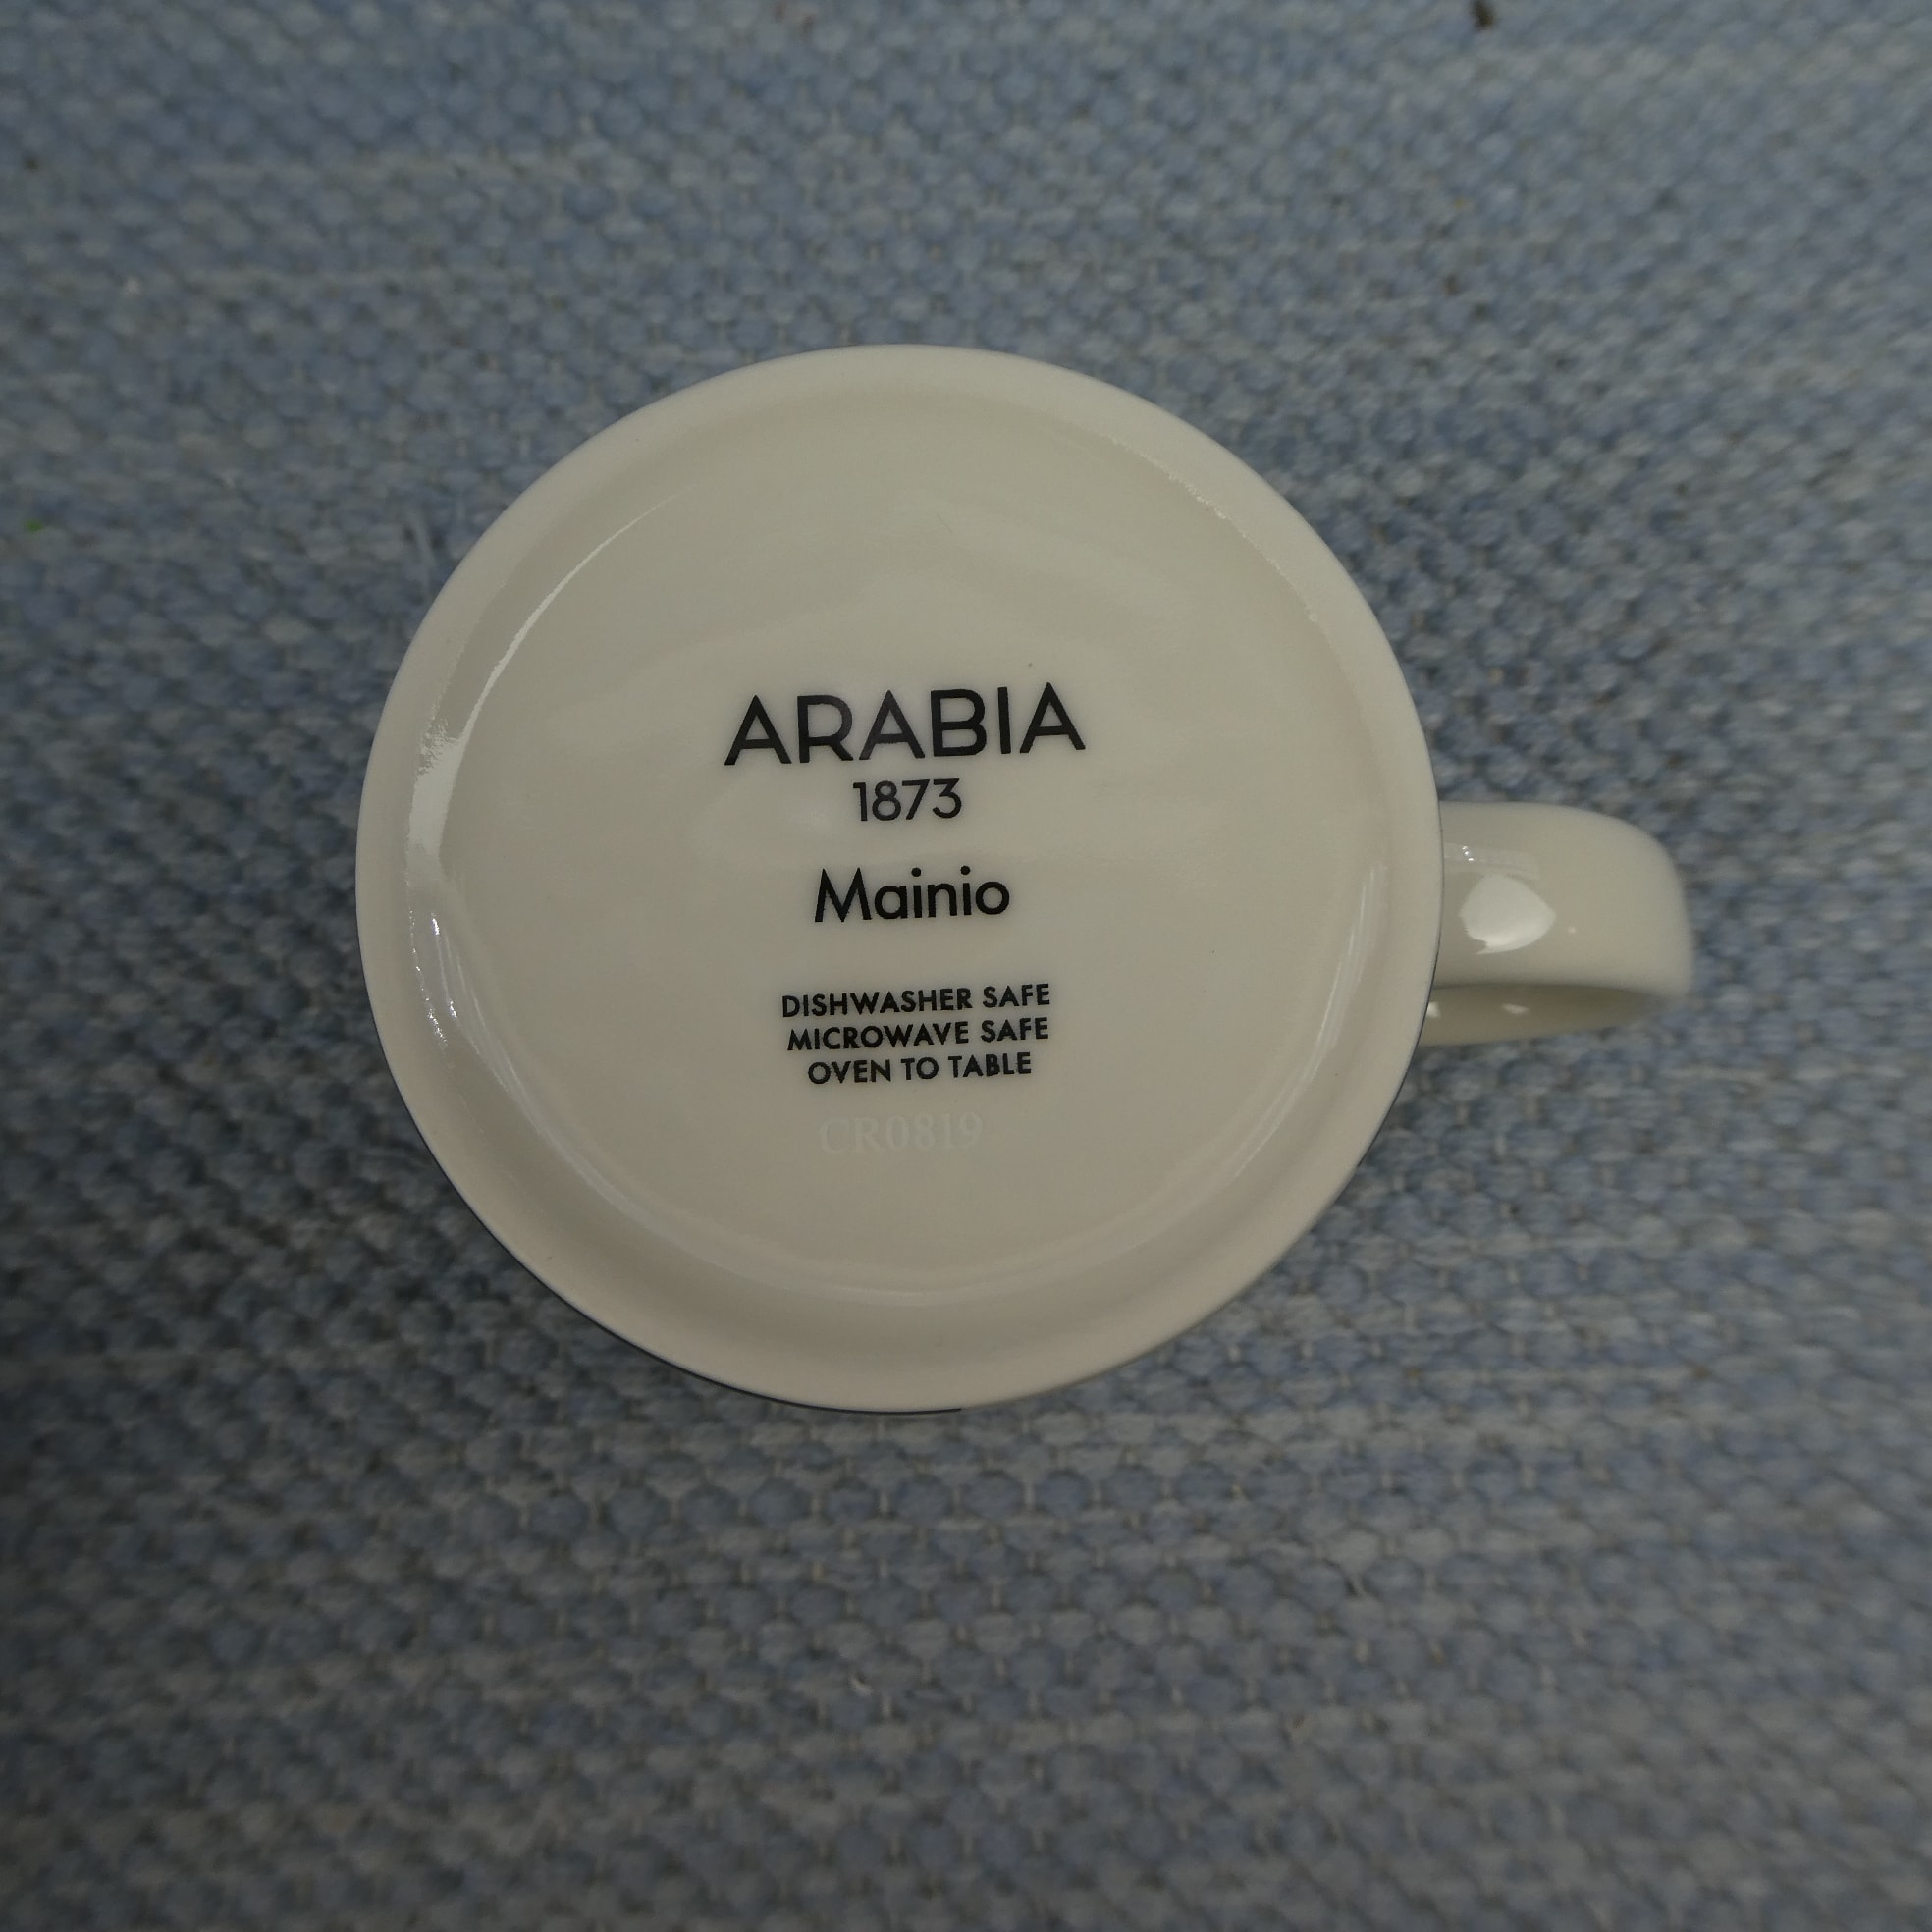 ARABIA
1873
Mainio
DISHWASHER SAFE
MICROWAVE SAFE
OVEN TO TABLE
CR0819